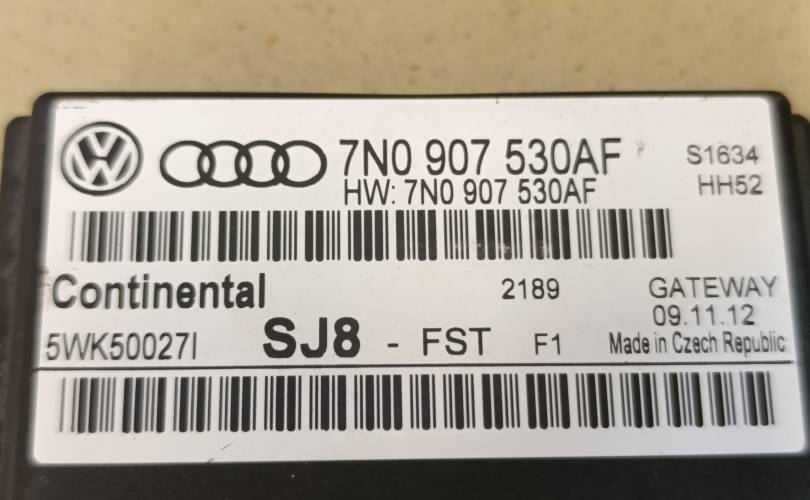 7N0 907 530AF
S1634
HW: 7N0 907 530AF
HH52
Continental
2189
GATEWAY
09.11.12
5WK50027I
SJ8 - FST F1
Made in Czech Republic